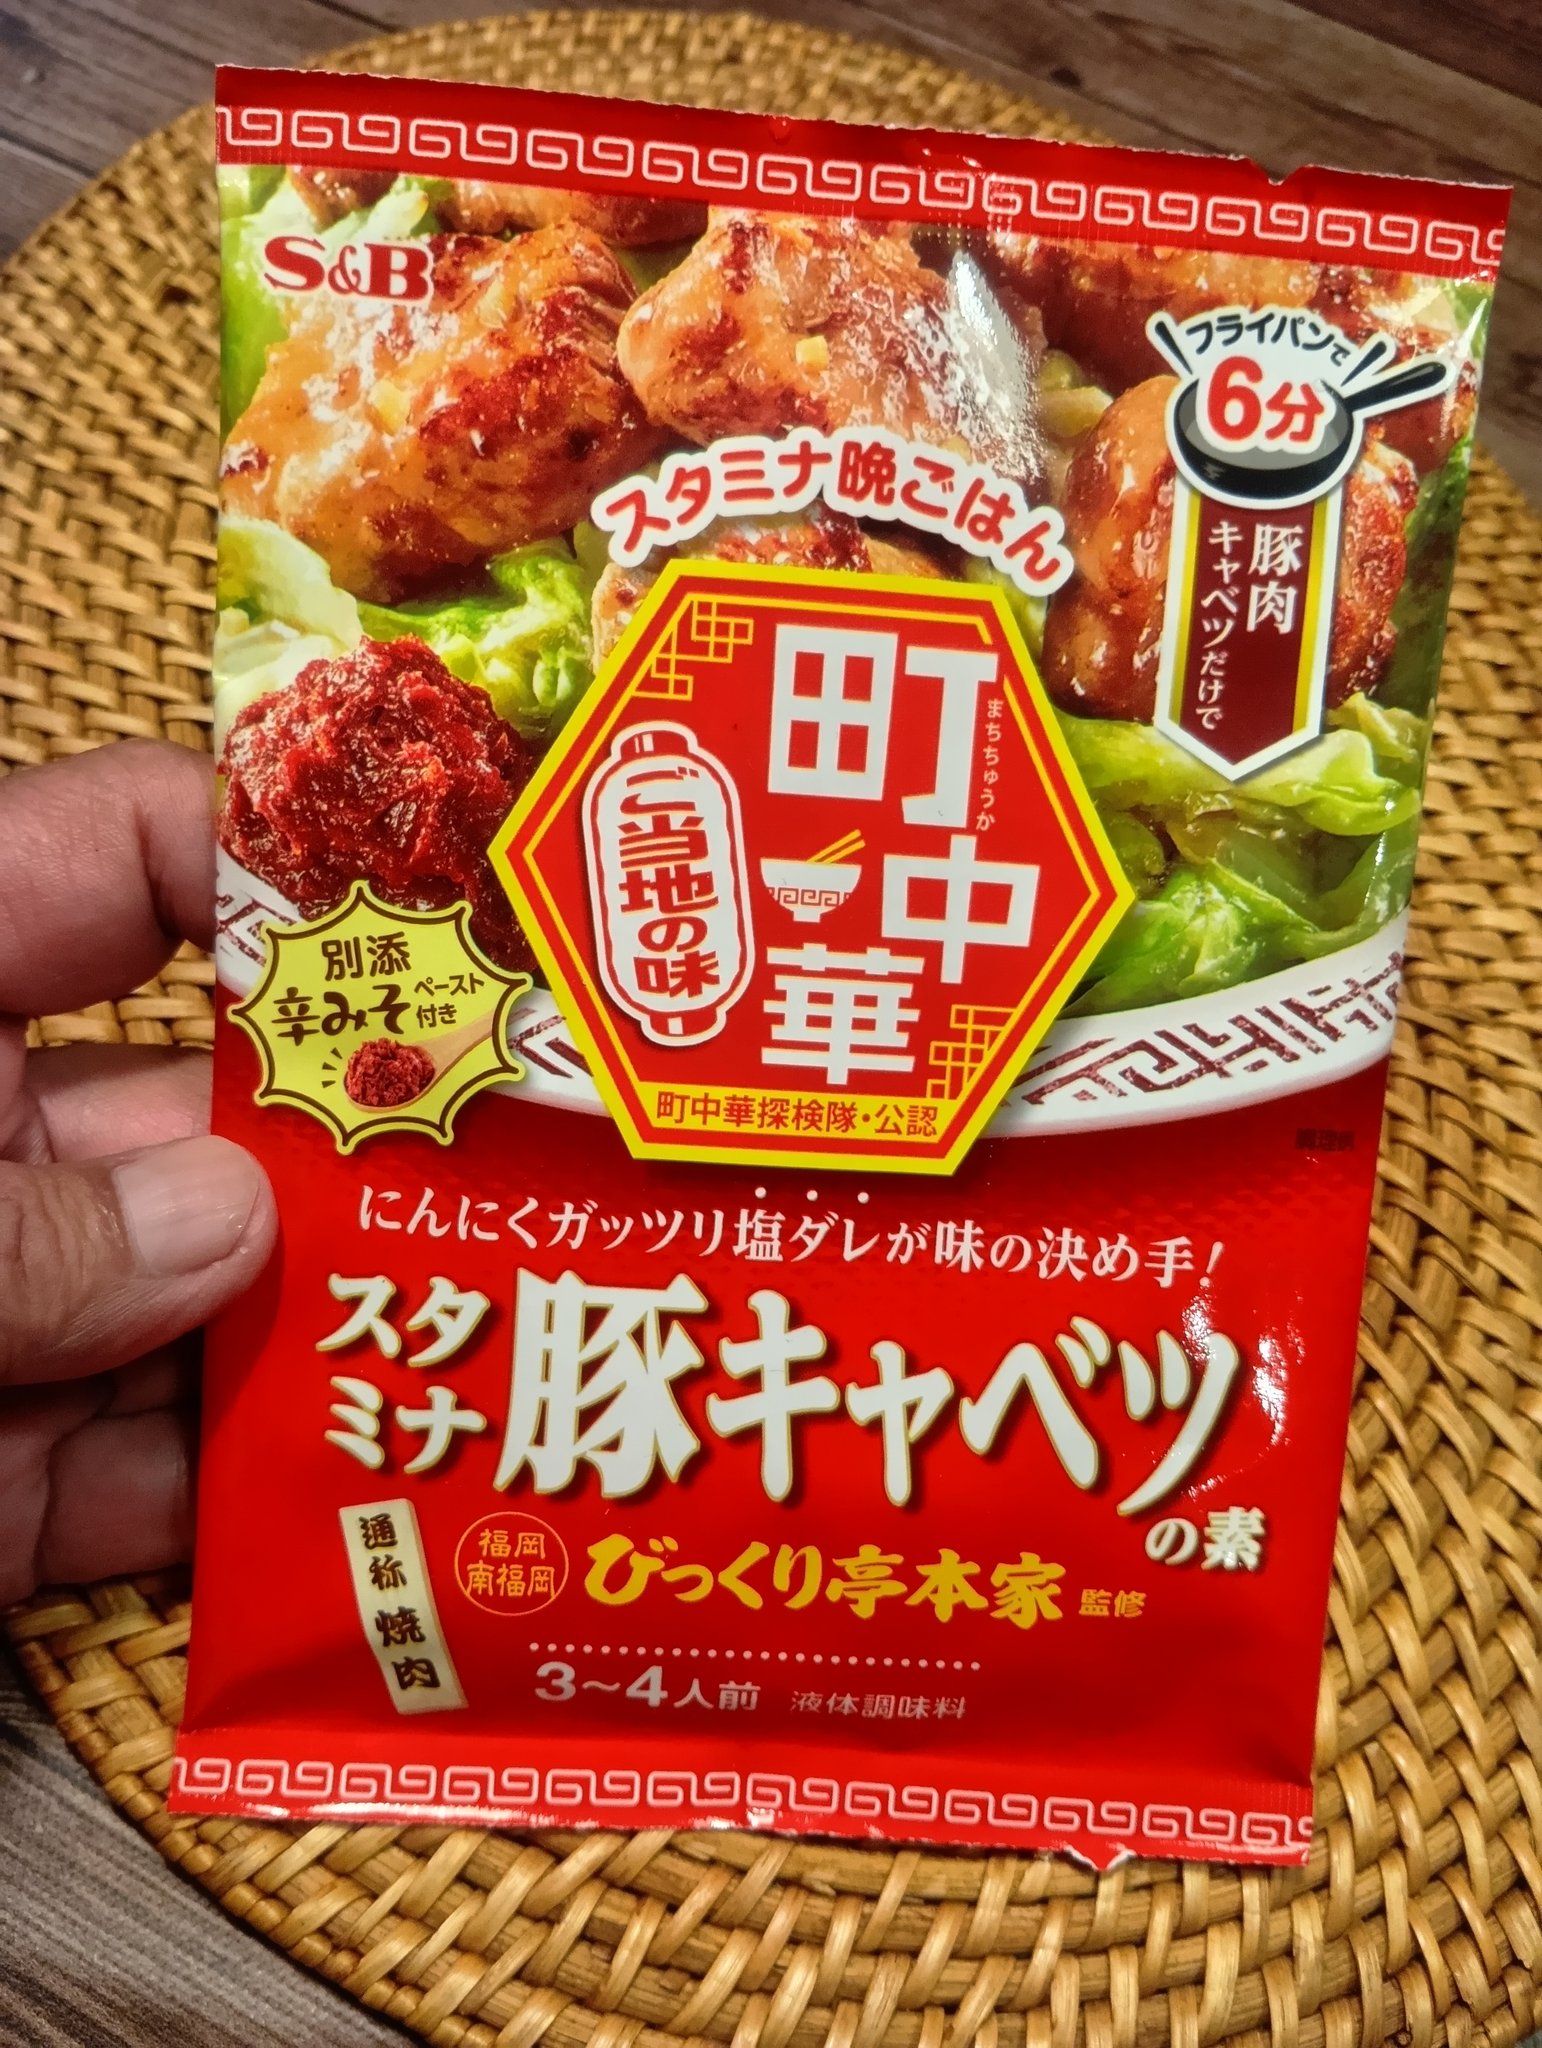 S&B
フライパンで
6分
豚肉
キャベツだけで
スタミナ晩ごはん
町中華
まちちゅうか
ご当地の味
町中華探検隊・公認
別添
辛みそペースト付き
調理例
にんにくガッツリ塩ダレが味の決め手!
スタミナ豚キャベツの素
通称焼肉
福岡
南福岡
びっくり亭本家 監修
3～4人前 液体調味料